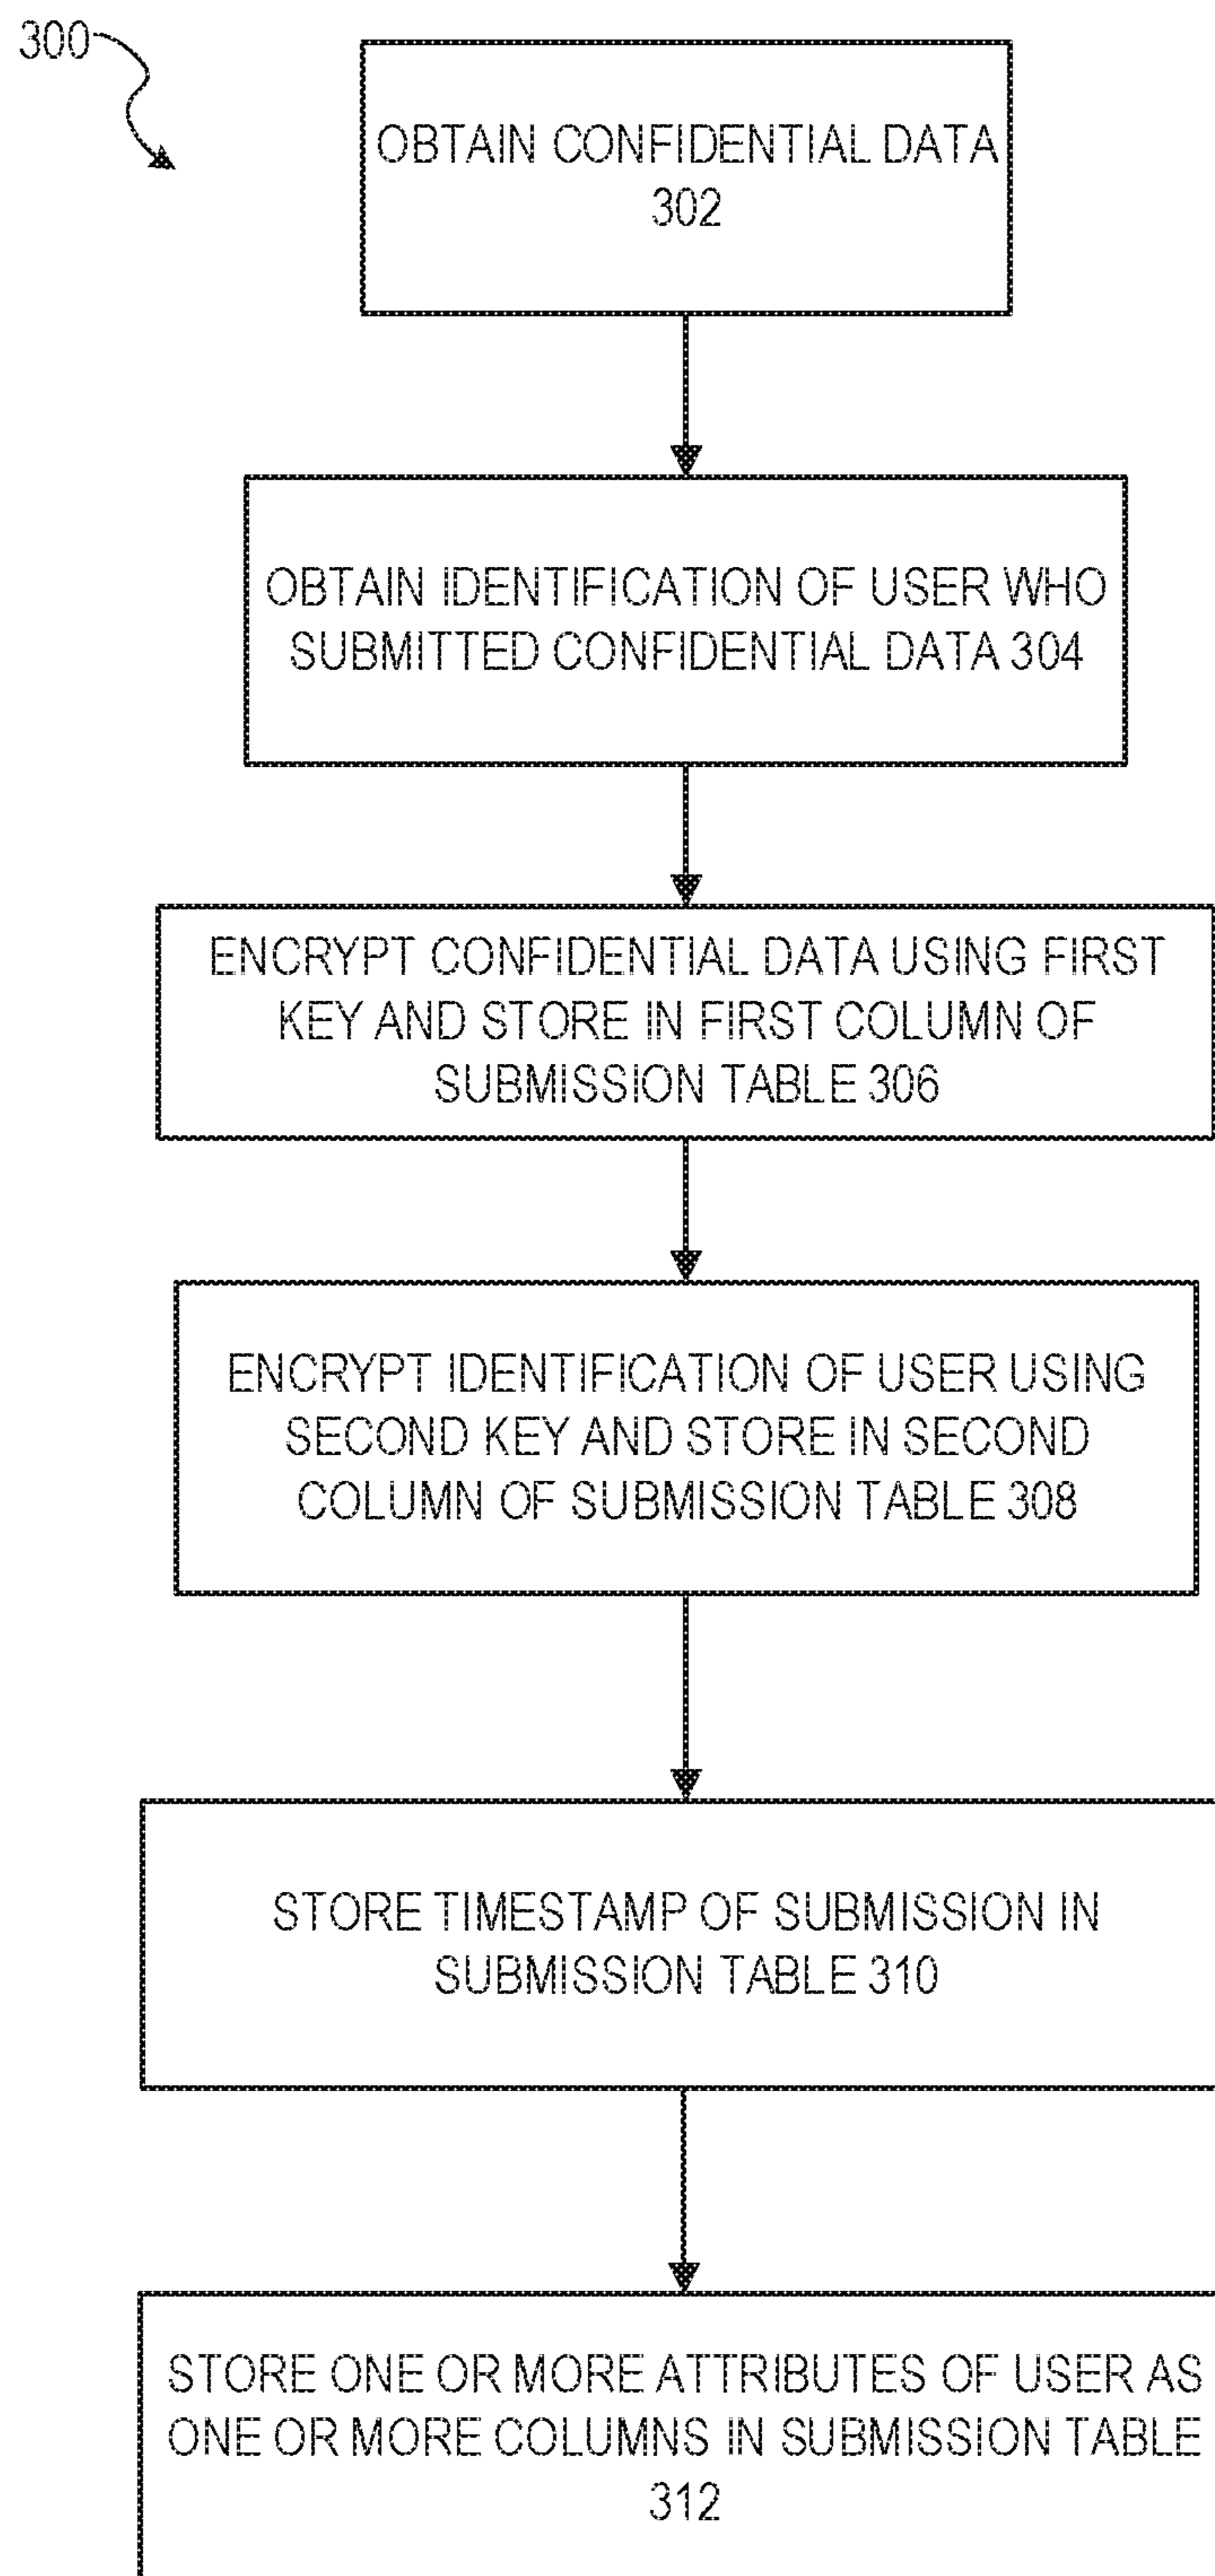 300
OBTAIN CONFIDENTIAL DATA
302
OBTAIN IDENTIFICATION OF USER WHO
SUBMITTED CONFIDENTIAL DATA 304
ENCRYPT CONFIDENTIAL DATA USING FIRST
KEY AND STORE IN FIRST COLUMN OF
SUBMISSION TABLE 306
ENCRYPT IDENTIFICATION OF USER USING
SECOND KEY AND STORE IN SECOND
COLUMN OF SUBMISSION TABLE 308
STORE TIMESTAMP OF SUBMISSION IN
SUBMISSION TABLE 310
STORE ONE OR MORE ATTRIBUTES OF USER AS
ONE OR MORE COLUMNS IN SUBMISSION TABLE
312